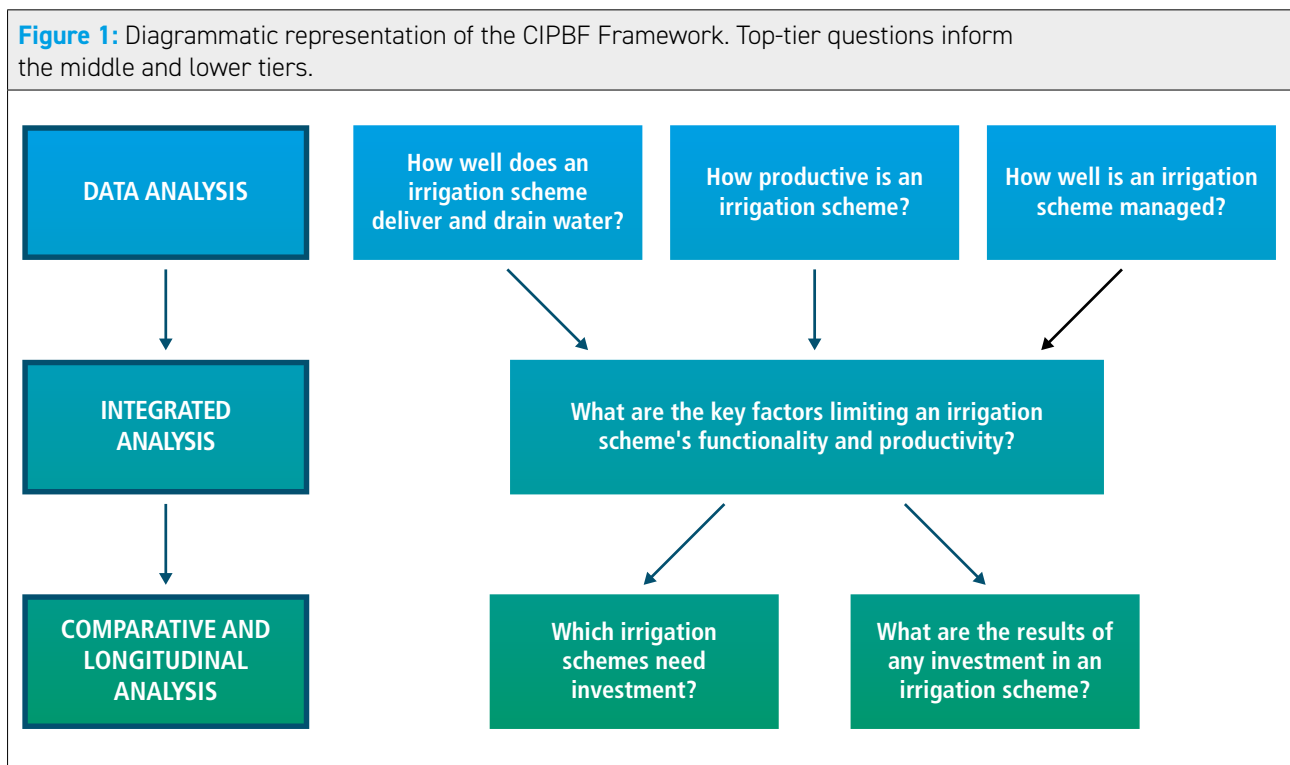 Figure 1: Diagrammatic representation of the CIPBF Framework. Top-tier questions inform
the middle and lower tiers.
DATA ANALYSIS
How well does an
irrigation scheme
deliver and drain water?
How productive is an
irrigation scheme?
How well is an irrigation
scheme managed?
INTEGRATED
ANALYSIS
What are the key factors limiting an irrigation
scheme's functionality and productivity?
COMPARATIVE AND
LONGITUDINAL
ANALYSIS
Which irrigation
schemes need
investment?
What are the results of
any investment in an
irrigation scheme?